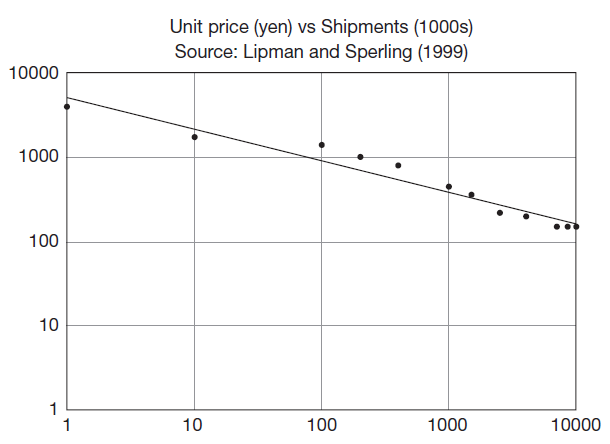 Unit price (yen) vs Shipments (1000s)
Source: Lipman and Sperling (1999)
10000
1000
100
10
1
1 10 100 1000 10000